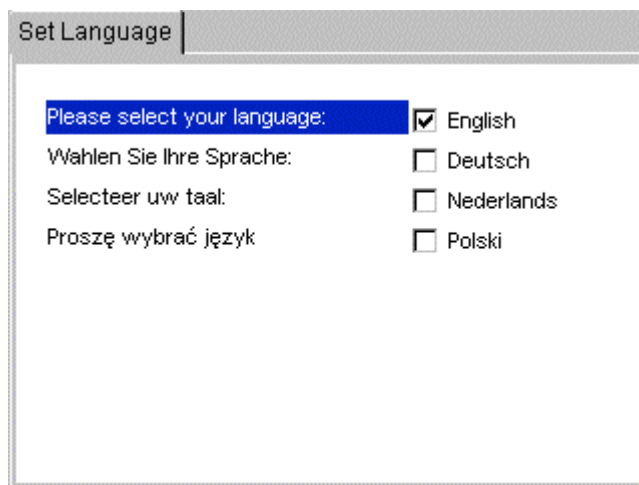 Set Language
Please select your language: English
Wahlen Sie Ihre Sprache: Deutsch
Selecteer uw taal: Nederlands
Proszę wybrać język Polski